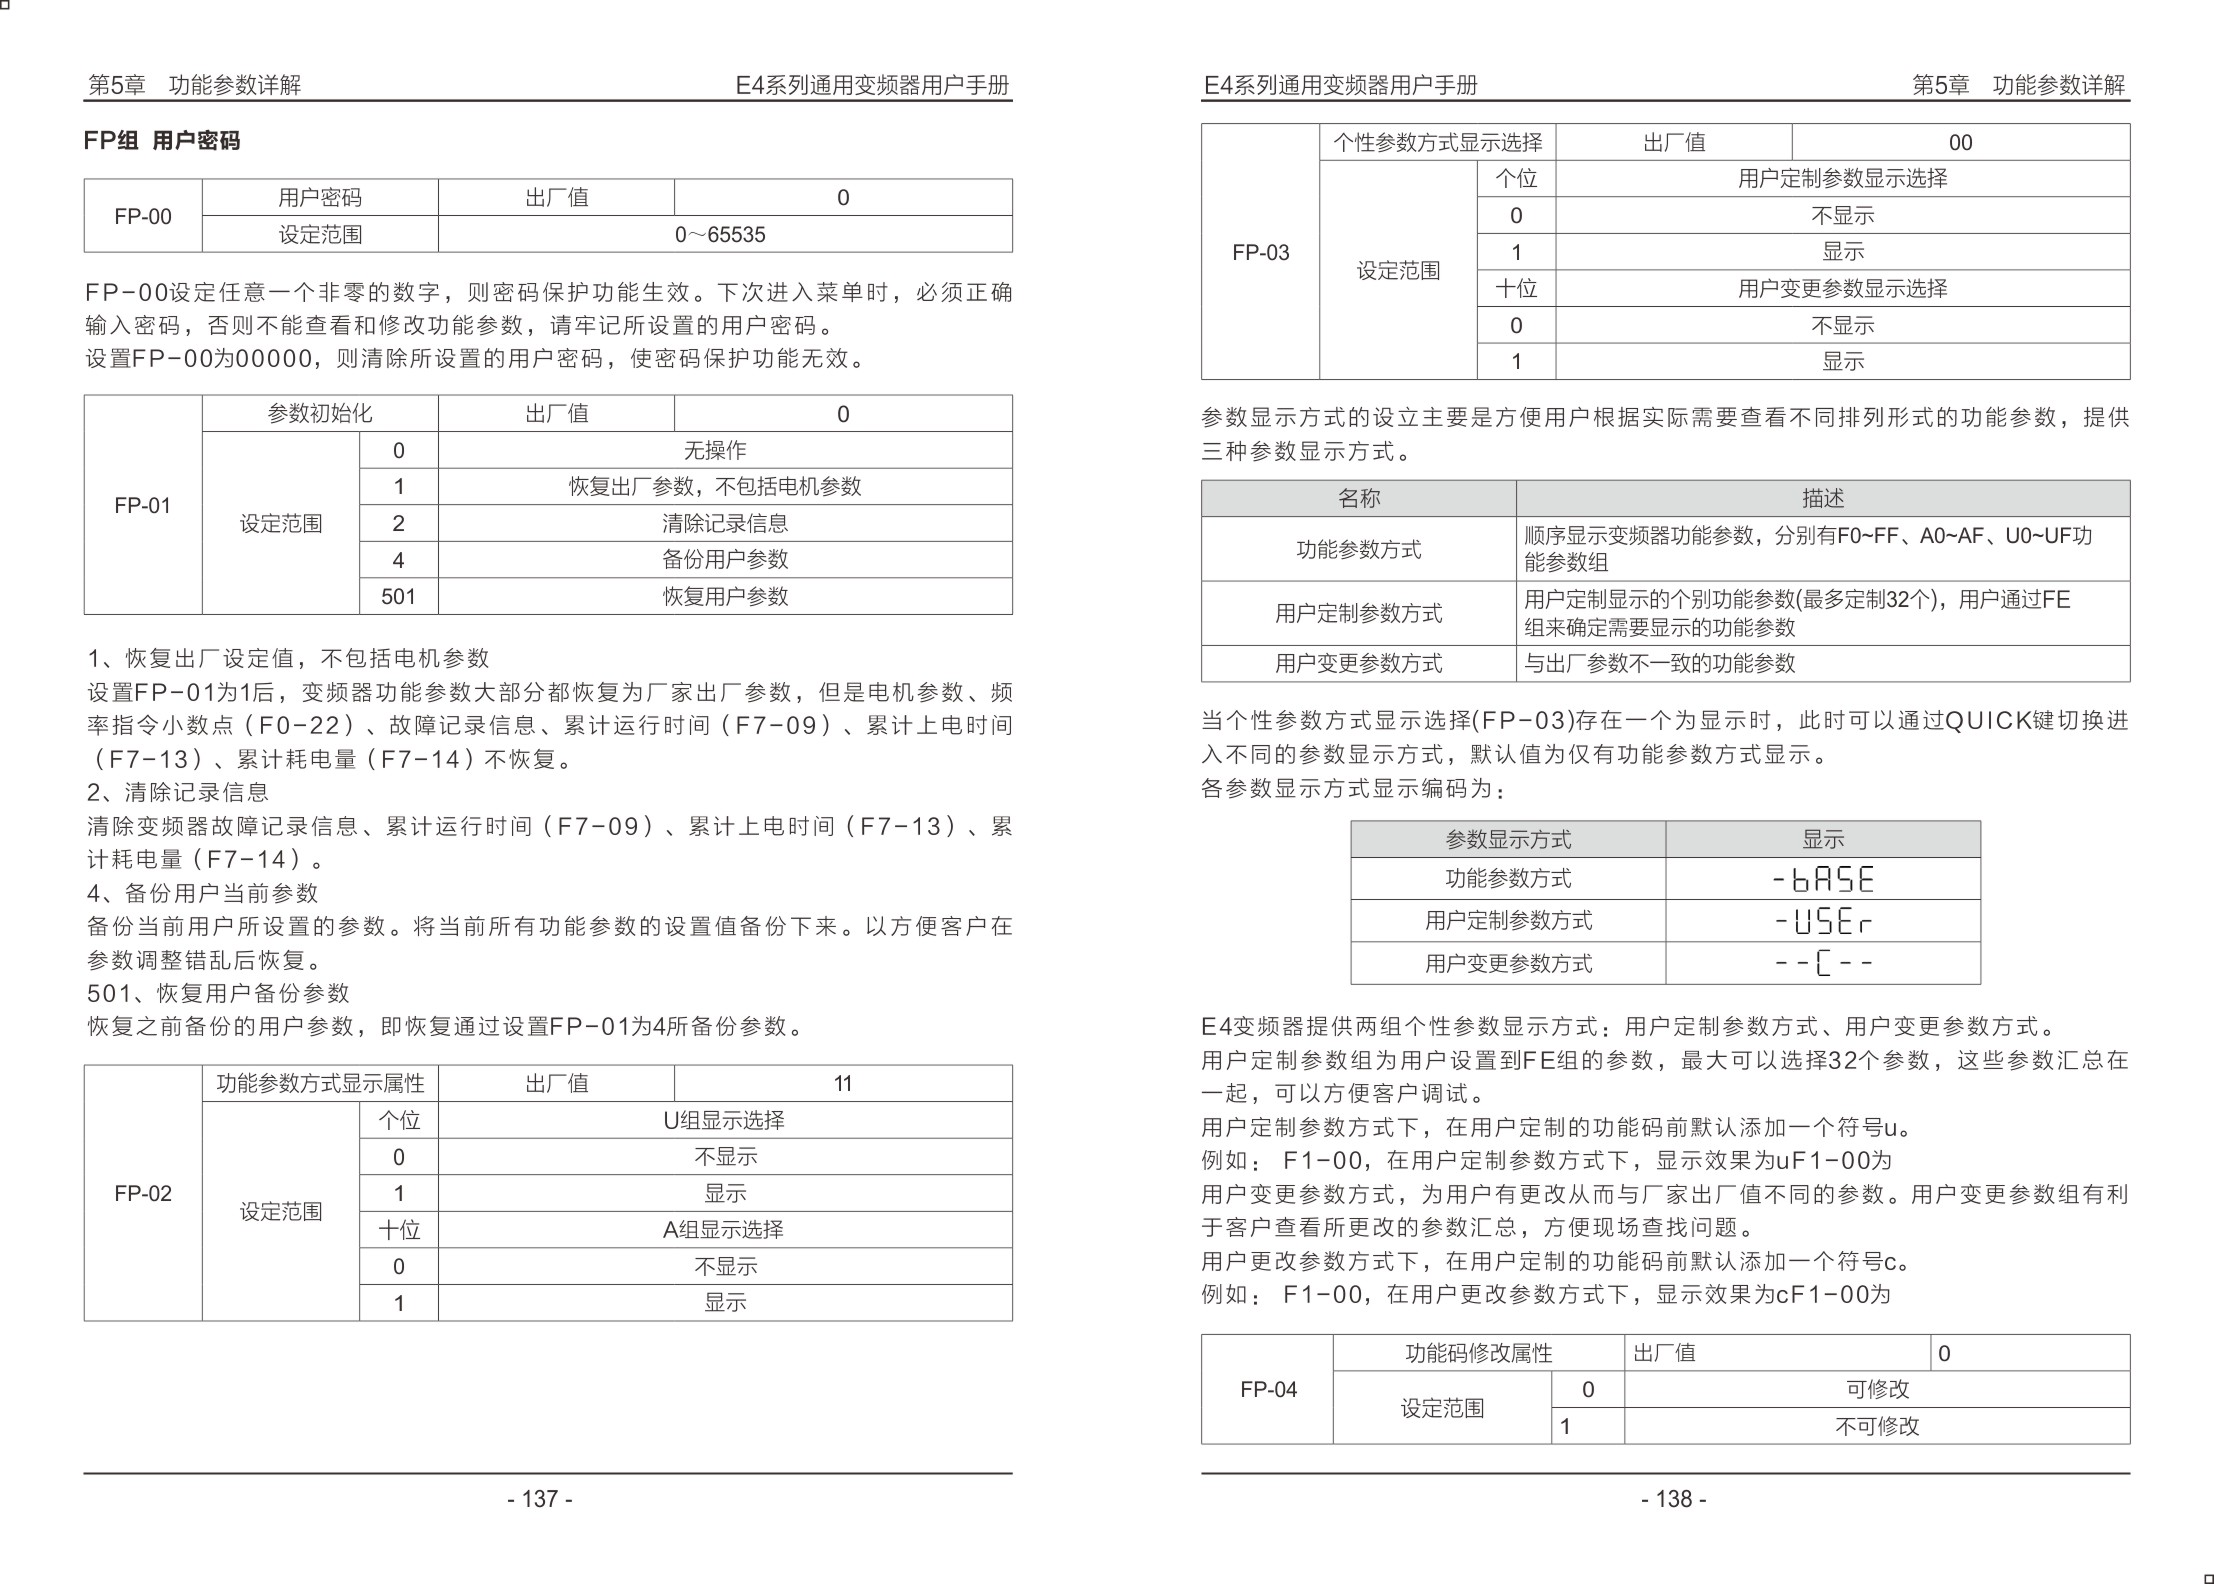 第5章　功能参数详解
E4系列通用变频器用户手册
FP组 用户密码
FP-00
用户密码 出厂值 0
设定范围 0～65535
FP-00设定任意一个非零的数字，则密码保护功能生效。下次进入菜单时，必须正确
输入密码，否则不能查看和修改功能参数，请牢记所设置的用户密码。
设置FP-00为00000，则清除所设置的用户密码，使密码保护功能无效。
FP-01
参数初始化 出厂值 0
设定范围
0 无操作
1 恢复出厂参数，不包括电机参数
2 清除记录信息
4 备份用户参数
501 恢复用户参数
1、恢复出厂设定值，不包括电机参数
设置FP-01为1后，变频器功能参数大部分都恢复为厂家出厂参数，但是电机参数、频
率指令小数点（F0-22）、故障记录信息、累计运行时间（F7-09）、累计上电时间
（F7-13）、累计耗电量（F7-14）不恢复。
2、清除记录信息
清除变频器故障记录信息、累计运行时间（F7-09）、累计上电时间（F7-13）、累
计耗电量（F7-14）。
4、备份用户当前参数
备份当前用户所设置的参数。将当前所有功能参数的设置值备份下来。以方便客户在
参数调整错乱后恢复。
501、恢复用户备份参数
恢复之前备份的用户参数，即恢复通过设置FP-01为4所备份参数。
FP-02
功能参数方式显示属性 出厂值 11
设定范围
个位 U组显示选择
0 不显示
1 显示
十位 A组显示选择
0 不显示
1 显示
- 137 -
E4系列通用变频器用户手册
第5章　功能参数详解
FP-03
个性参数方式显示选择 出厂值 00
设定范围
个位 用户定制参数显示选择
0 不显示
1 显示
十位 用户变更参数显示选择
0 不显示
1 显示
参数显示方式的设立主要是方便用户根据实际需要查看不同排列形式的功能参数，提供
三种参数显示方式。
名称 描述
功能参数方式 顺序显示变频器功能参数，分别有F0~FF、A0~AF、U0~UF功
能参数组
用户定制参数方式 用户定制显示的个别功能参数(最多定制32个)，用户通过FE
组来确定需要显示的功能参数
用户变更参数方式 与出厂参数不一致的功能参数
当个性参数方式显示选择(FP-03)存在一个为显示时，此时可以通过QUICK键切换进
入不同的参数显示方式，默认值为仅有功能参数方式显示。
各参数显示方式显示编码为：
参数显示方式 显示
功能参数方式 -bASE
用户定制参数方式 -USEr
用户变更参数方式 --C--
E4变频器提供两组个性参数显示方式：用户定制参数方式、用户变更参数方式。
用户定制参数组为用户设置到FE组的参数，最大可以选择32个参数，这些参数汇总在
一起，可以方便客户调试。
用户定制参数方式下，在用户定制的功能码前默认添加一个符号u。
例如： F1-00，在用户定制参数方式下，显示效果为uF1-00为
用户变更参数方式，为用户有更改从而与厂家出厂值不同的参数。用户变更参数组有利
于客户查看所更改的参数汇总，方便现场查找问题。
用户更改参数方式下，在用户定制的功能码前默认添加一个符号c。
例如： F1-00，在用户更改参数方式下，显示效果为cF1-00为
FP-04
功能码修改属性 出厂值 0
设定范围
0 可修改
1 不可修改
- 138 -